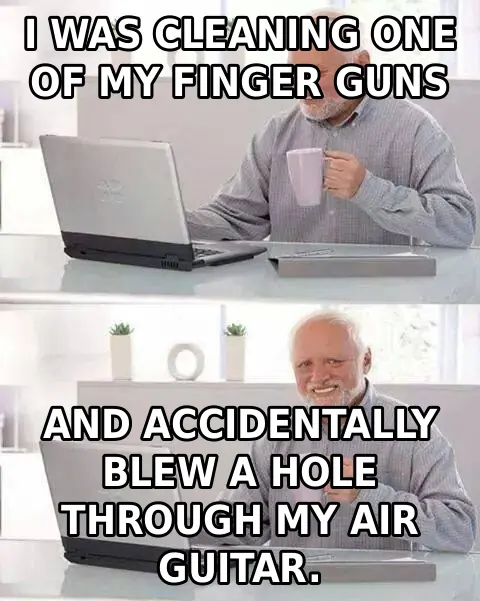 I WAS CLEANING ONE
OF MY FINGER GUNS
AND ACCIDENTALLY
BLEW A HOLE
THROUGH MY AIR
GUITAR.